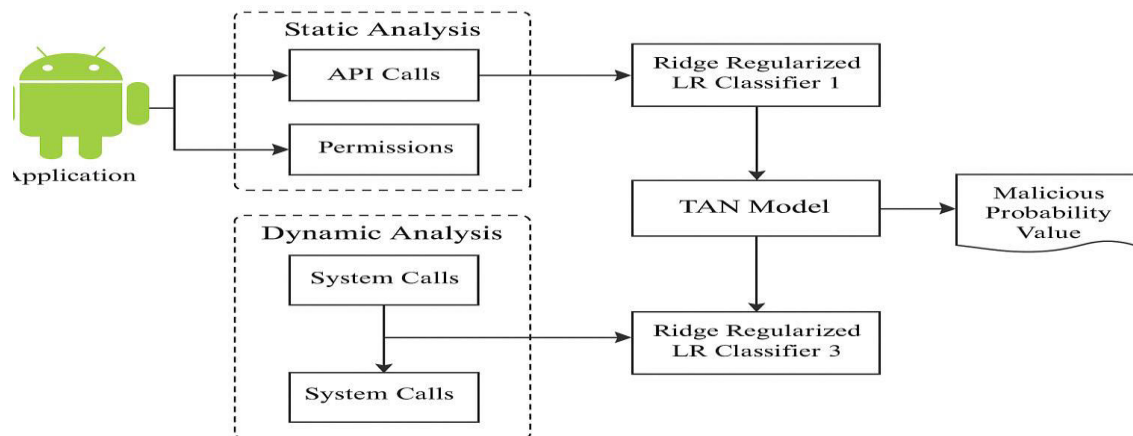 Static Analysis
API Calls
Permissions
Application
Dynamic Analysis
System Calls
System Calls
Ridge Regularized
LR Classifier 1
TAN Model
Ridge Regularized
LR Classifier 3
Malicious
Probability
Value